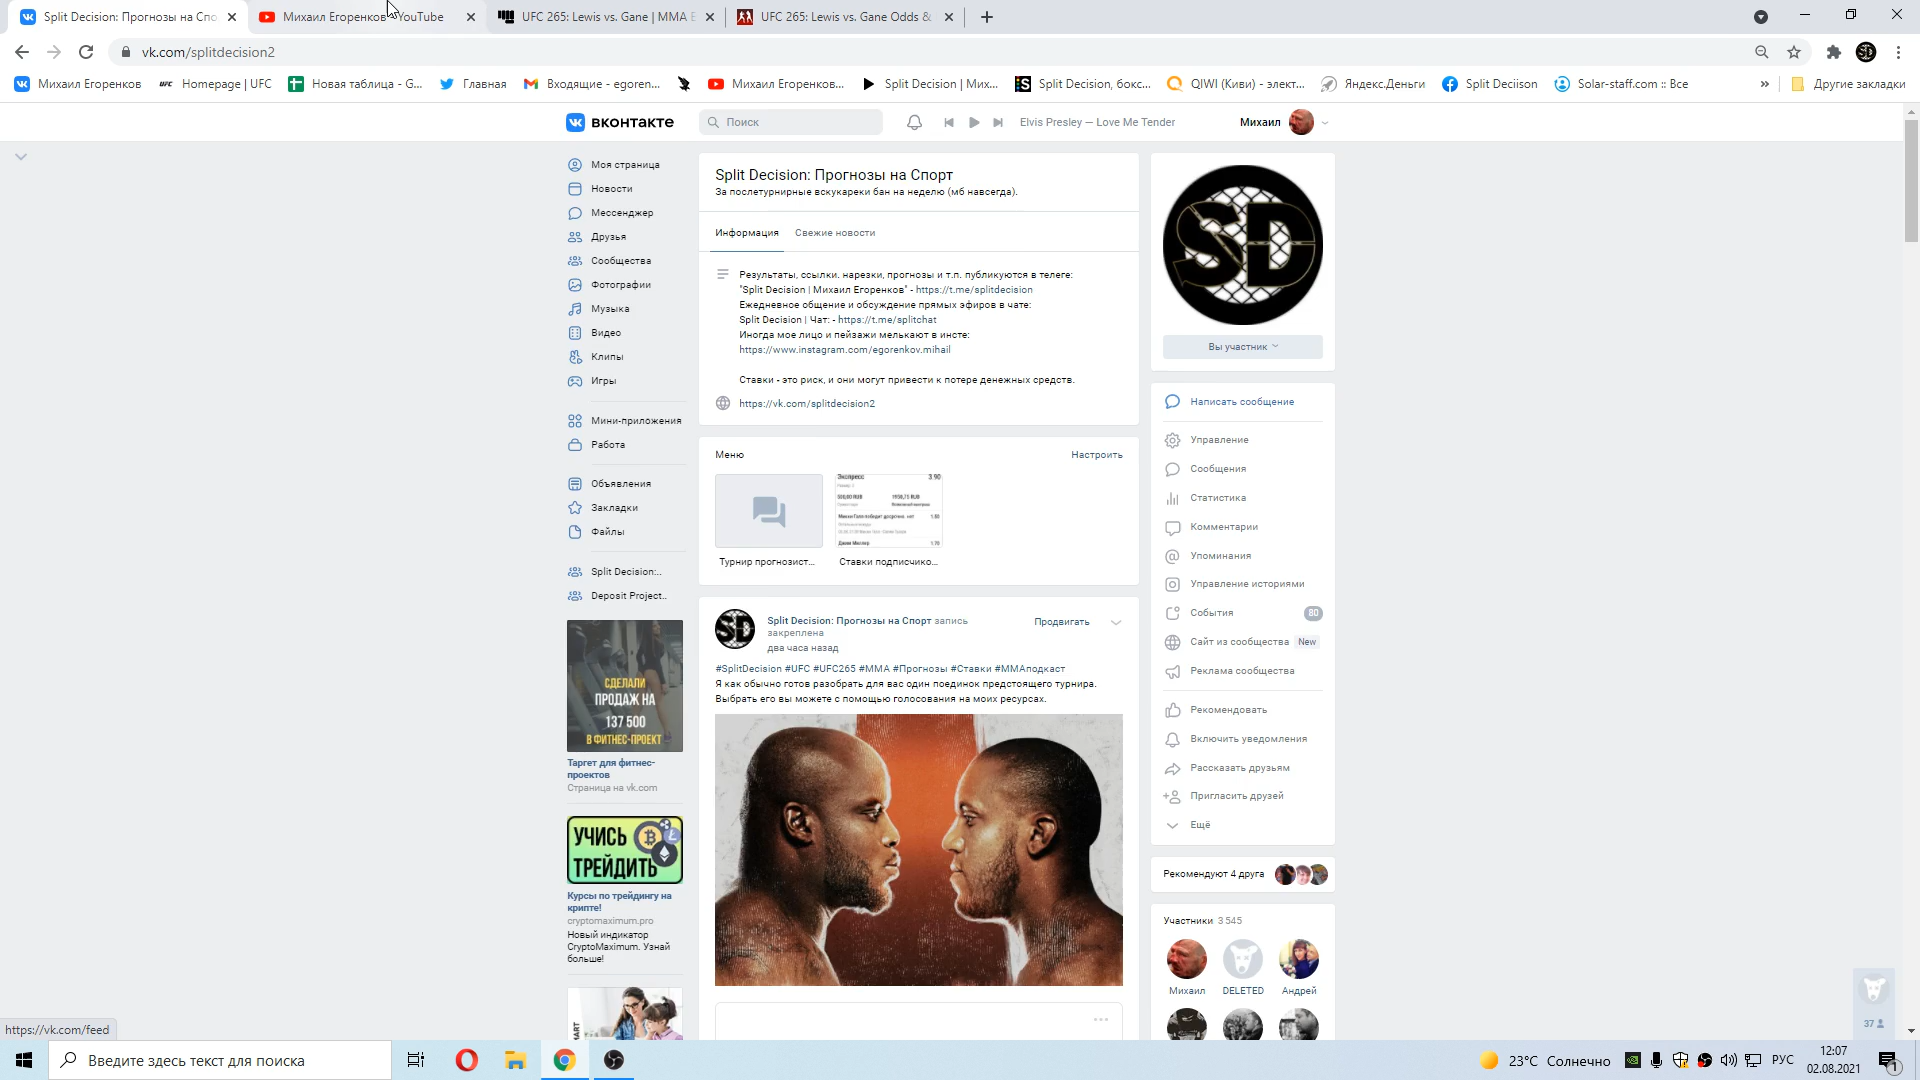 Split Decision: Прогнозы на Спо
Михаил Егоренков - YouTube
UFC 265: Lewis vs. Gane | MMA E
UFC 265: Lewis vs. Gane Odds &
vk.com/splitdecision2
Михаил Егоренков
Homepage | UFC
Новая таблица - G...
Главная
Входящие - egoren...
Михаил Егоренков...
Split Decision | Мих...
Split Decision, бокс...
QIWI (Киви) - элект...
Яндекс.Деньги
Split Deciison
Solar-staff.com :: Все
»
Другие закладки
вконтакте
Поиск
Elvis Presley – Love Me Tender
Михаил
Моя страница
Новости
Мессенджер
Друзья
Сообщества
Фотографии
Музыка
Видео
Клипы
Игры
Мини-приложения
Работа
Объявления
Закладки
Файлы
Split Decision:..
Deposit Project..
СДЕЛАЛИ
ПРОДАЖ НА
137 500
В ФИТНЕС-ПРОЕКТ
Таргет для фитнес-
проектов
Страница на vk.com
УЧИСЬ
ТРЕЙДИТЬ
Курсы по трейдингу на
крипте!
cryptomaximum.pro
Новый индикатор
CryptoMaximum. Узнай
больше!
Split Decision: Прогнозы на Спорт
За послетурнирные вскукареки бан на неделю (мб навсегда).
Информация
Свежие новости
Результаты, ссылки. нарезки, прогнозы и т.п. публикуются в телеге:
"Split Decision | Михаил Егоренков" - https://t.me/splitdecision
Ежедневное общение и обсуждение прямых эфиров в чате:
Split Decision | Чат: - https://t.me/splitchat
Иногда мое лицо и пейзажи мелькают в инсте:
https://www.instagram.com/egorenkov.mihail
Ставки - это риск, и они могут привести к потере денежных средств.
https://vk.com/splitdecision2
Меню
Настроить
Экспресс 3.90
Турнир прогнозист...
Ставки подписчико...
Split Decision: Прогнозы на Спорт запись
закреплена
два часа назад
Продвигать
#SplitDecision #UFC #UFC265 #MMA #Прогнозы #Ставки #ММАподкаст
Я как обычно готов разобрать для вас один поединок предстоящего турнира.
Выбрать его вы можете с помощью голосования на моих ресурсах.
SD
Вы участник
Написать сообщение
Управление
Сообщения
Статистика
Комментарии
Упоминания
Управление историями
События 80
Сайт из сообщества New
Реклама сообщества
Рекомендовать
Включить уведомления
Рассказать друзьям
Пригласить друзей
Ещё
Рекомендуют 4 друга
Участники 3 545
Михаил
DELETED
Андрей
37
https://vk.com/feed
Введите здесь текст для поиска
23°C Солнечно
РУС
12:07
02.08.2021
1